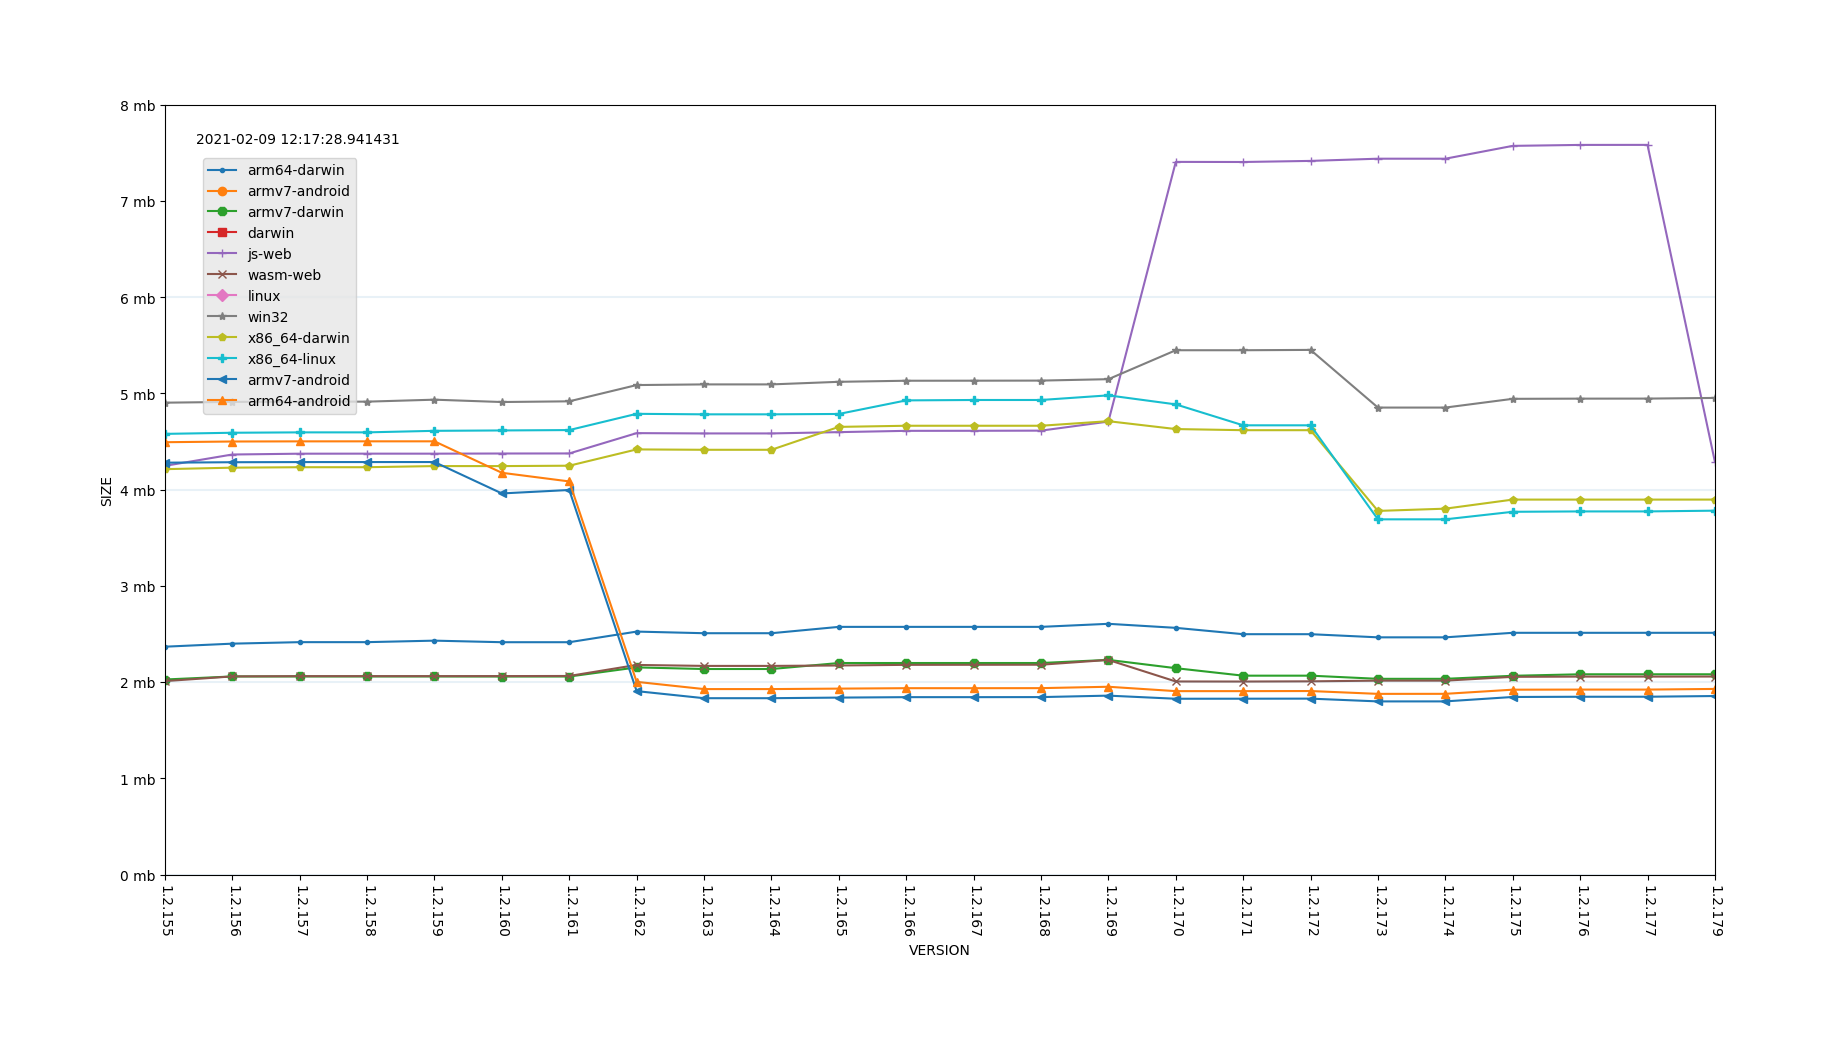 8 mb
2021-02-09 12:17:28.941431
arm64-darwin
armv7-android
armv7-darwin
darwin
js-web
wasm-web
linux
win32
x86_64-darwin
x86_64-linux
armv7-android
arm64-android
7 mb
6 mb
5 mb
4 mb
3 mb
2 mb
1 mb
0 mb
SIZE
1.2.155
1.2.156
1.2.157
1.2.158
1.2.159
1.2.160
1.2.161
1.2.162
1.2.163
1.2.164
1.2.165
1.2.166
1.2.167
1.2.168
1.2.169
1.2.170
1.2.171
1.2.172
1.2.173
1.2.174
1.2.175
1.2.176
1.2.177
1.2.179
VERSION